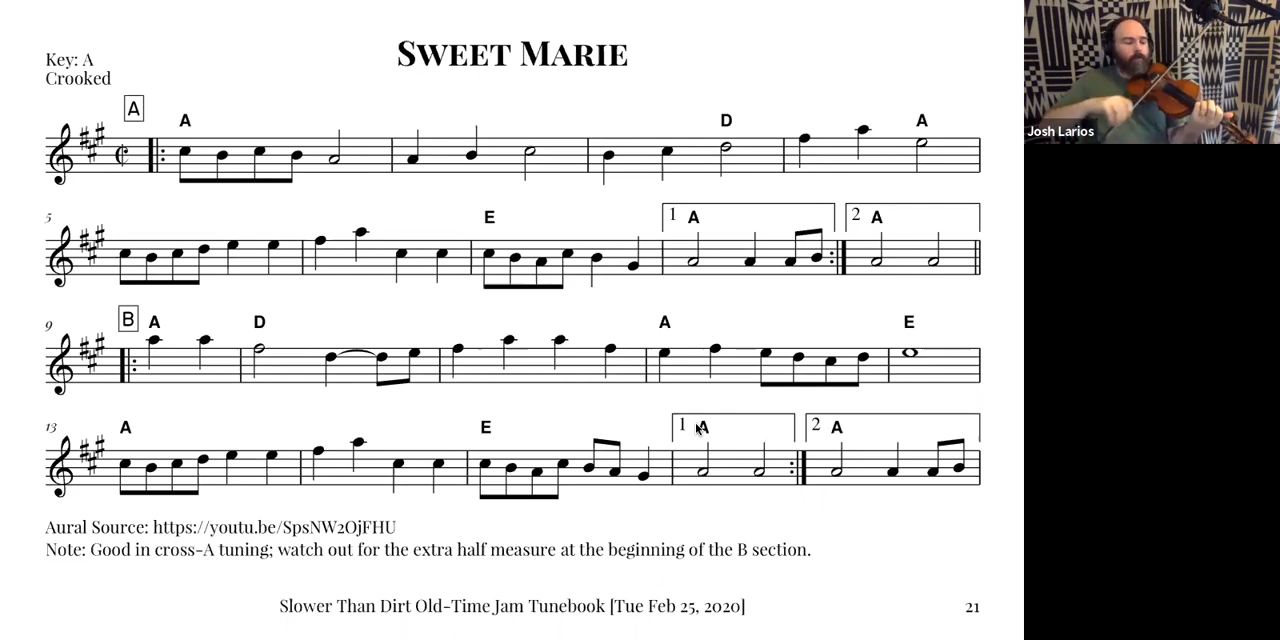 SWEET MARIE
Key: A
Crooked
A
A D A
5 E 1 A 2 A
B
9 A D A E
13 A E 1 A 2 A
Aural Source: https://youtu.be/SpsNW2OjFHU
Note: Good in cross-A tuning; watch out for the extra half measure at the beginning of the B section.
Slower Than Dirt Old-Time Jam Tunebook [Tue Feb 25, 2020]
21
Josh Larios